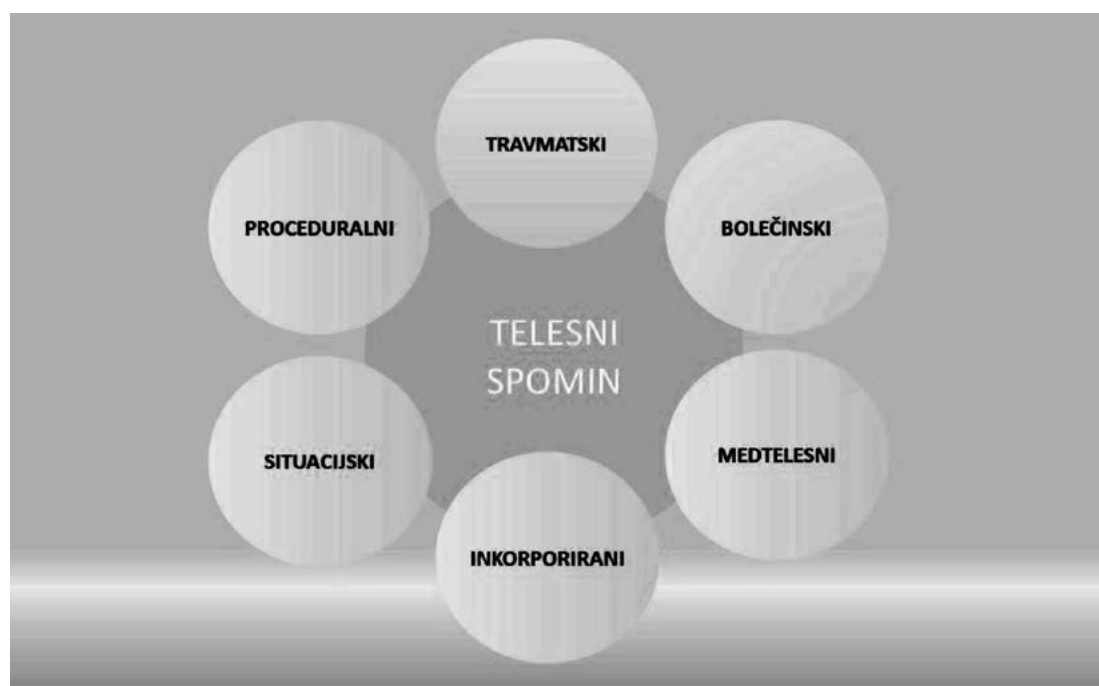 TRAVMATSKI
PROCEDURALNI
BOLEČINSKI
TELESNI
SPOMIN
SITUACIJSKI
MEDTELESNI
INKORPORIRANI